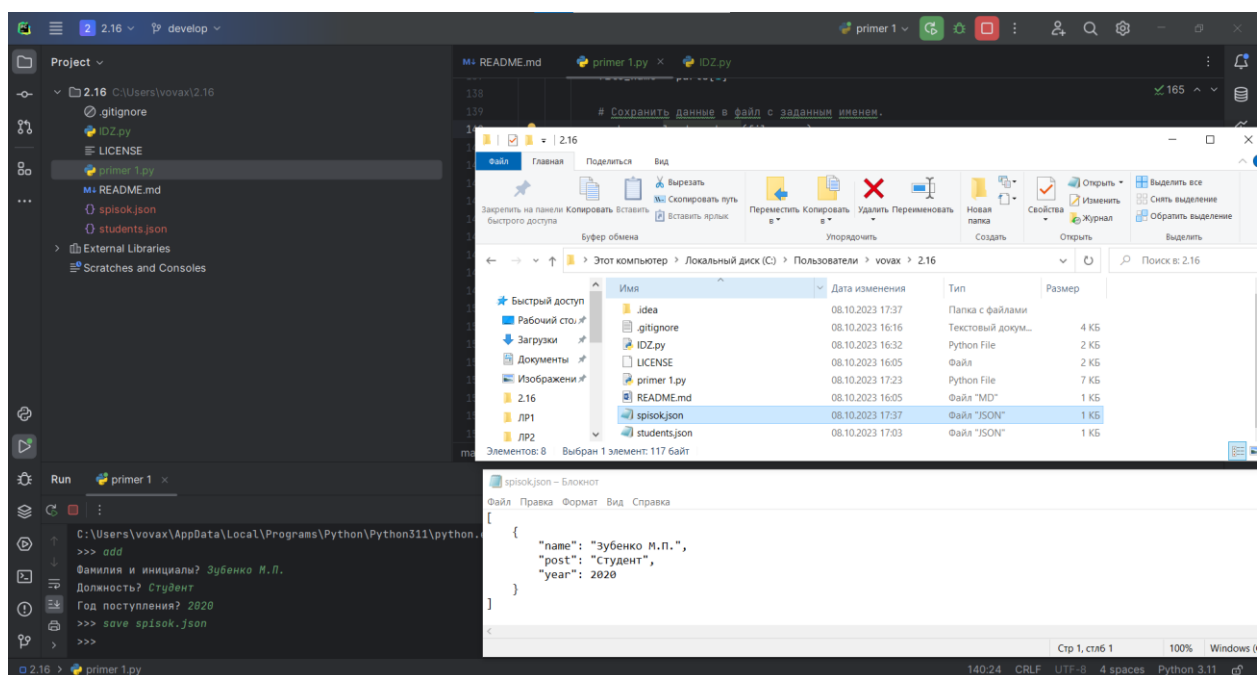 2 2.16 develop primer 1
Project
README.md primer 1.py IDZ.py
2.16 C:\Users\vovax\2.16
.gitignore
IDZ.py
LICENSE
primer 1.py
README.md
spisok.json
students.json
External Libraries
Scratches and Consoles
138
139 # Сохранить данные в файл с заданным именем.
165
2.16
Файл Главная Поделиться Вид
Закрепить на панели быстрого доступа
Копировать Вставить
Вырезать
Скопировать путь
Вставить ярлык
Переместить в Копировать в Удалить Переименовать
Новая папка
Свойства
Открыть
Изменить
Журнал
Выделить все
Снять выделение
Обратить выделение
Буфер обмена Упорядочить Создать Открыть Выделить
Этот компьютер > Локальный диск (C:) > Пользователи > vovax > 2.16
Поиск в: 2.16
Быстрый доступ
Рабочий сто
Загрузки
Документы
Изображени
2.16
ЛР1
ЛР2
Имя Дата изменения Тип Размер
.idea 08.10.2023 17:37 Папка с файлами
.gitignore 08.10.2023 16:16 Текстовый докум... 4 КБ
IDZ.py 08.10.2023 16:32 Python File 2 КБ
LICENSE 08.10.2023 16:05 Файл 2 КБ
primer 1.py 08.10.2023 17:23 Python File 7 КБ
README.md 08.10.2023 16:05 Файл "MD" 1 КБ
spisok.json 08.10.2023 17:37 Файл "JSON" 1 КБ
students.json 08.10.2023 17:03 Файл "JSON" 1 КБ
Элементов: 8 Выбран 1 элемент: 117 байт
Run primer 1
C:\Users\vovax\AppData\Local\Programs\Python\Python311\python.
>>> add
Фамилия и инициалы? Зубенко М.П.
Должность? Студент
Год поступления? 2020
>>> save spisok.json
>>>
spisok.json – Блокнот
Файл Правка Формат Вид Справка
[
{
"name": "Зубенко М.П.",
"post": "Студент",
"year": 2020
}
]
Стр 1, стлб 1 100% Windows (
2.16 > primer 1.py 140:24 CRLF UTF-8 4 spaces Python 3.11